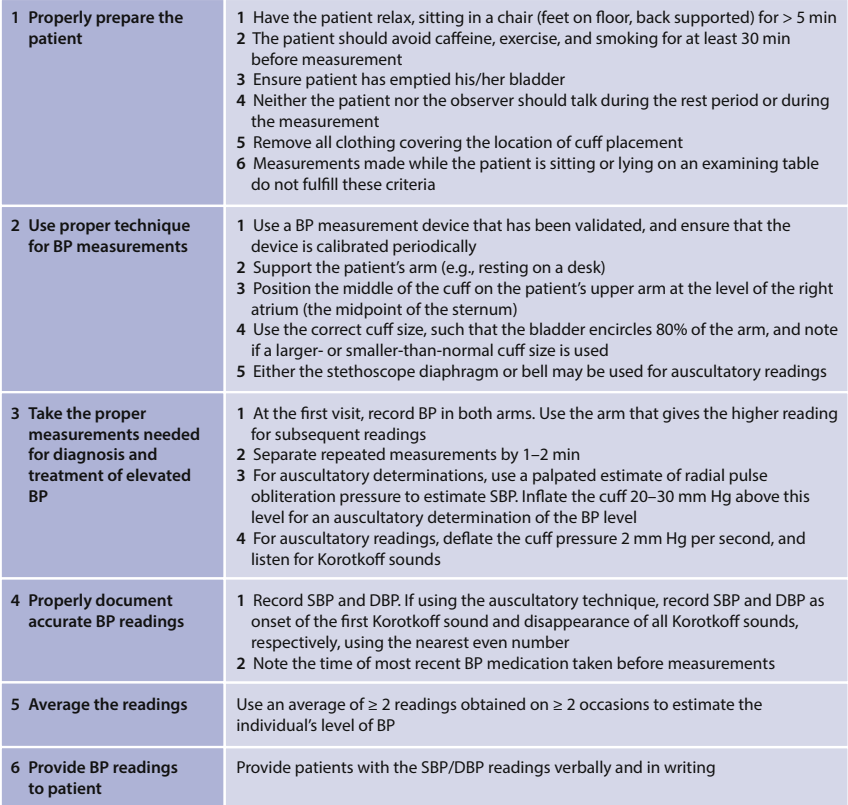 1 Properly prepare the
patient
1 Have the patient relax, sitting in a chair (feet on floor, back supported) for > 5 min
2 The patient should avoid caffeine, exercise, and smoking for at least 30 min
before measurement
3 Ensure patient has emptied his/her bladder
4 Neither the patient nor the observer should talk during the rest period or during
the measurement
5 Remove all clothing covering the location of cuff placement
6 Measurements made while the patient is sitting or lying on an examining table
do not fulfill these criteria
2 Use proper technique
for BP measurements
1 Use a BP measurement device that has been validated, and ensure that the
device is calibrated periodically
2 Support the patient's arm (e.g., resting on a desk)
3 Position the middle of the cuff on the patient's upper arm at the level of the right
atrium (the midpoint of the sternum)
4 Use the correct cuff size, such that the bladder encircles 80% of the arm, and note
if a larger- or smaller-than-normal cuff size is used
5 Either the stethoscope diaphragm or bell may be used for auscultatory readings
3 Take the proper
measurements needed
for diagnosis and
treatment of elevated
BP
1 At the first visit, record BP in both arms. Use the arm that gives the higher reading
for subsequent readings
2 Separate repeated measurements by 1–2 min
3 For auscultatory determinations, use a palpated estimate of radial pulse
obliteration pressure to estimate SBP. Inflate the cuff 20–30 mm Hg above this
level for an auscultatory determination of the BP level
4 For auscultatory readings, deflate the cuff pressure 2 mm Hg per second, and
listen for Korotkoff sounds
4 Properly document
accurate BP readings
1 Record SBP and DBP. If using the auscultatory technique, record SBP and DBP as
onset of the first Korotkoff sound and disappearance of all Korotkoff sounds,
respectively, using the nearest even number
2 Note the time of most recent BP medication taken before measurements
5 Average the readings
Use an average of ≥ 2 readings obtained on ≥ 2 occasions to estimate the
individual's level of BP
6 Provide BP readings
to patient
Provide patients with the SBP/DBP readings verbally and in writing